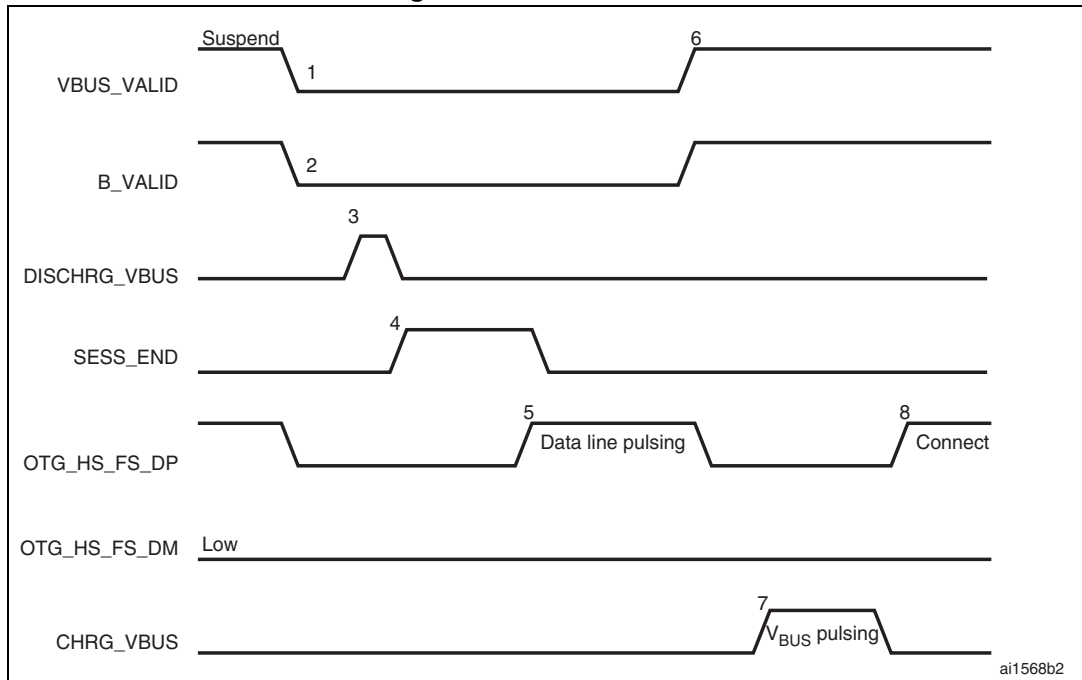 Suspend
6
VBUS_VALID
1
B_VALID
2
3
DISCHRG_VBUS
4
SESS_END
5
8
OTG_HS_FS_DP
Data line pulsing
Connect
OTG_HS_FS_DM
Low
7
CHRG_VBUS
VBUS pulsing
ai1568b2